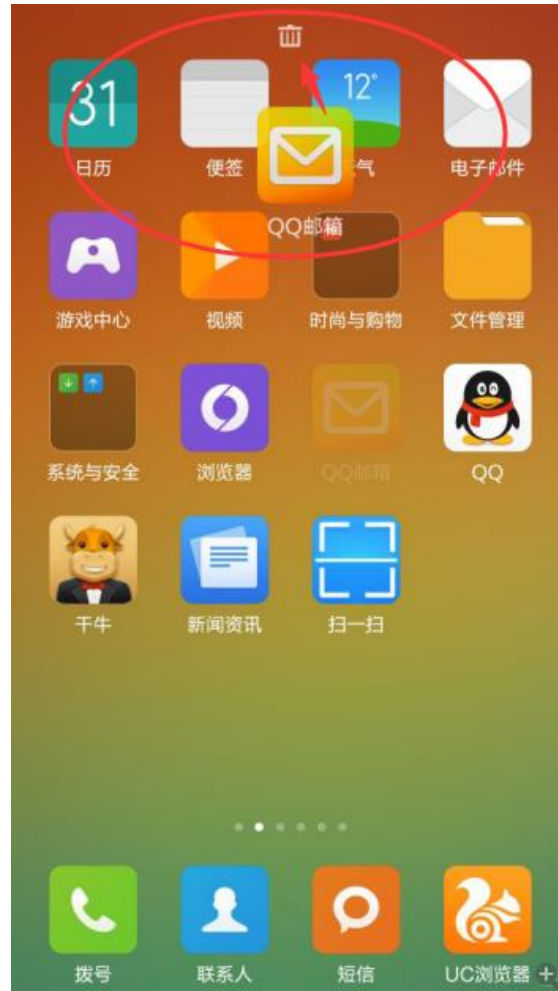 31
12°
日历
便签
天气
电子邮件
QQ邮箱
游戏中心
视频
时尚与购物
文件管理
系统与安全
浏览器
QQ邮箱
QQ
千牛
新闻资讯
扫一扫
拨号
联系人
短信
UC浏览器